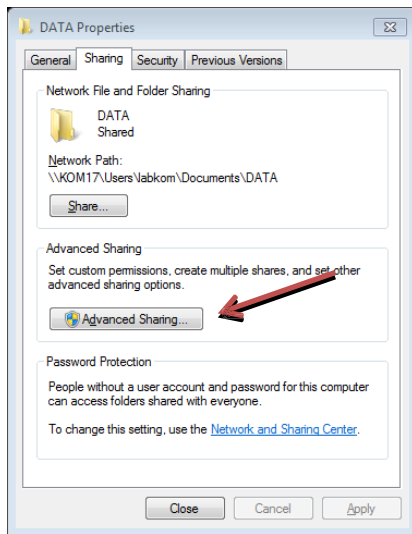 DATA Properties
General Sharing Security Previous Versions
Network File and Folder Sharing
DATA
Shared
Network Path:
\\KOM17\Users\labkom\Documents\DATA
Share...
Advanced Sharing
Set custom permissions, create multiple shares, and set other
advanced sharing options.
Advanced Sharing...
Password Protection
People without a user account and password for this computer
can access folders shared with everyone.
To change this setting, use the Network and Sharing Center.
Close Cancel Apply